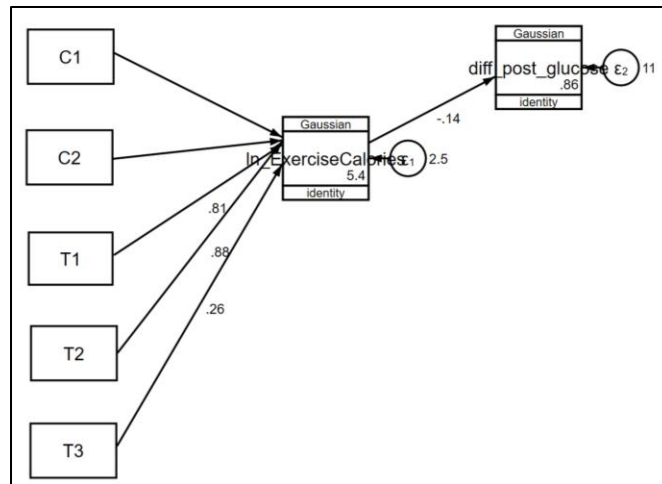 C1
C2
T1
T2
T3
.81
.88
.26
Gaussian
ln_ExerciseCalories
5.4
identity
ε1
2.5
-.14
Gaussian
diff_post_glucose
.86
identity
ε2
11